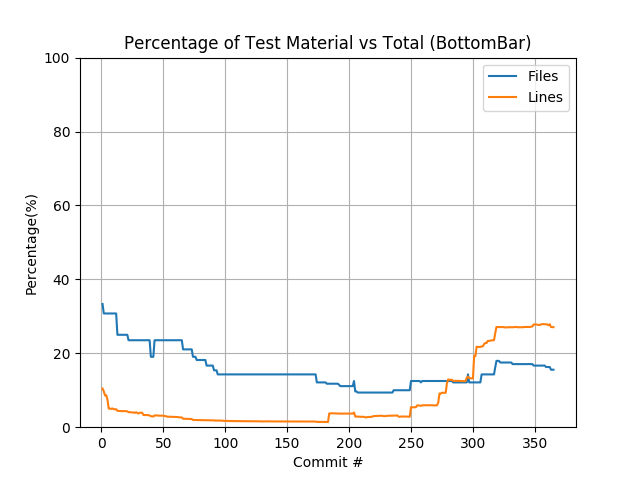 Percentage of Test Material vs Total (BottomBar)
100
80
60
40
20
0
Percentage(%)
Files
Lines
0 50 100 150 200 250 300 350
Commit #